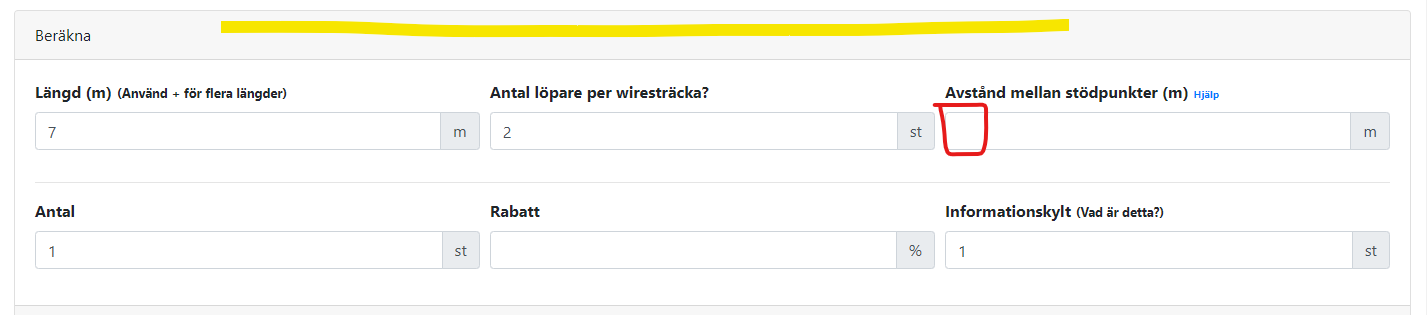 Beräkna
Längd (m) (Använd + för flera längder) Antal löpare per wiresträcka? Avstånd mellan stödpunkter (m) Hjälp
7 m 2 st m
Antal Rabatt Informationskylt (Vad är detta?)
1 st % 1 st